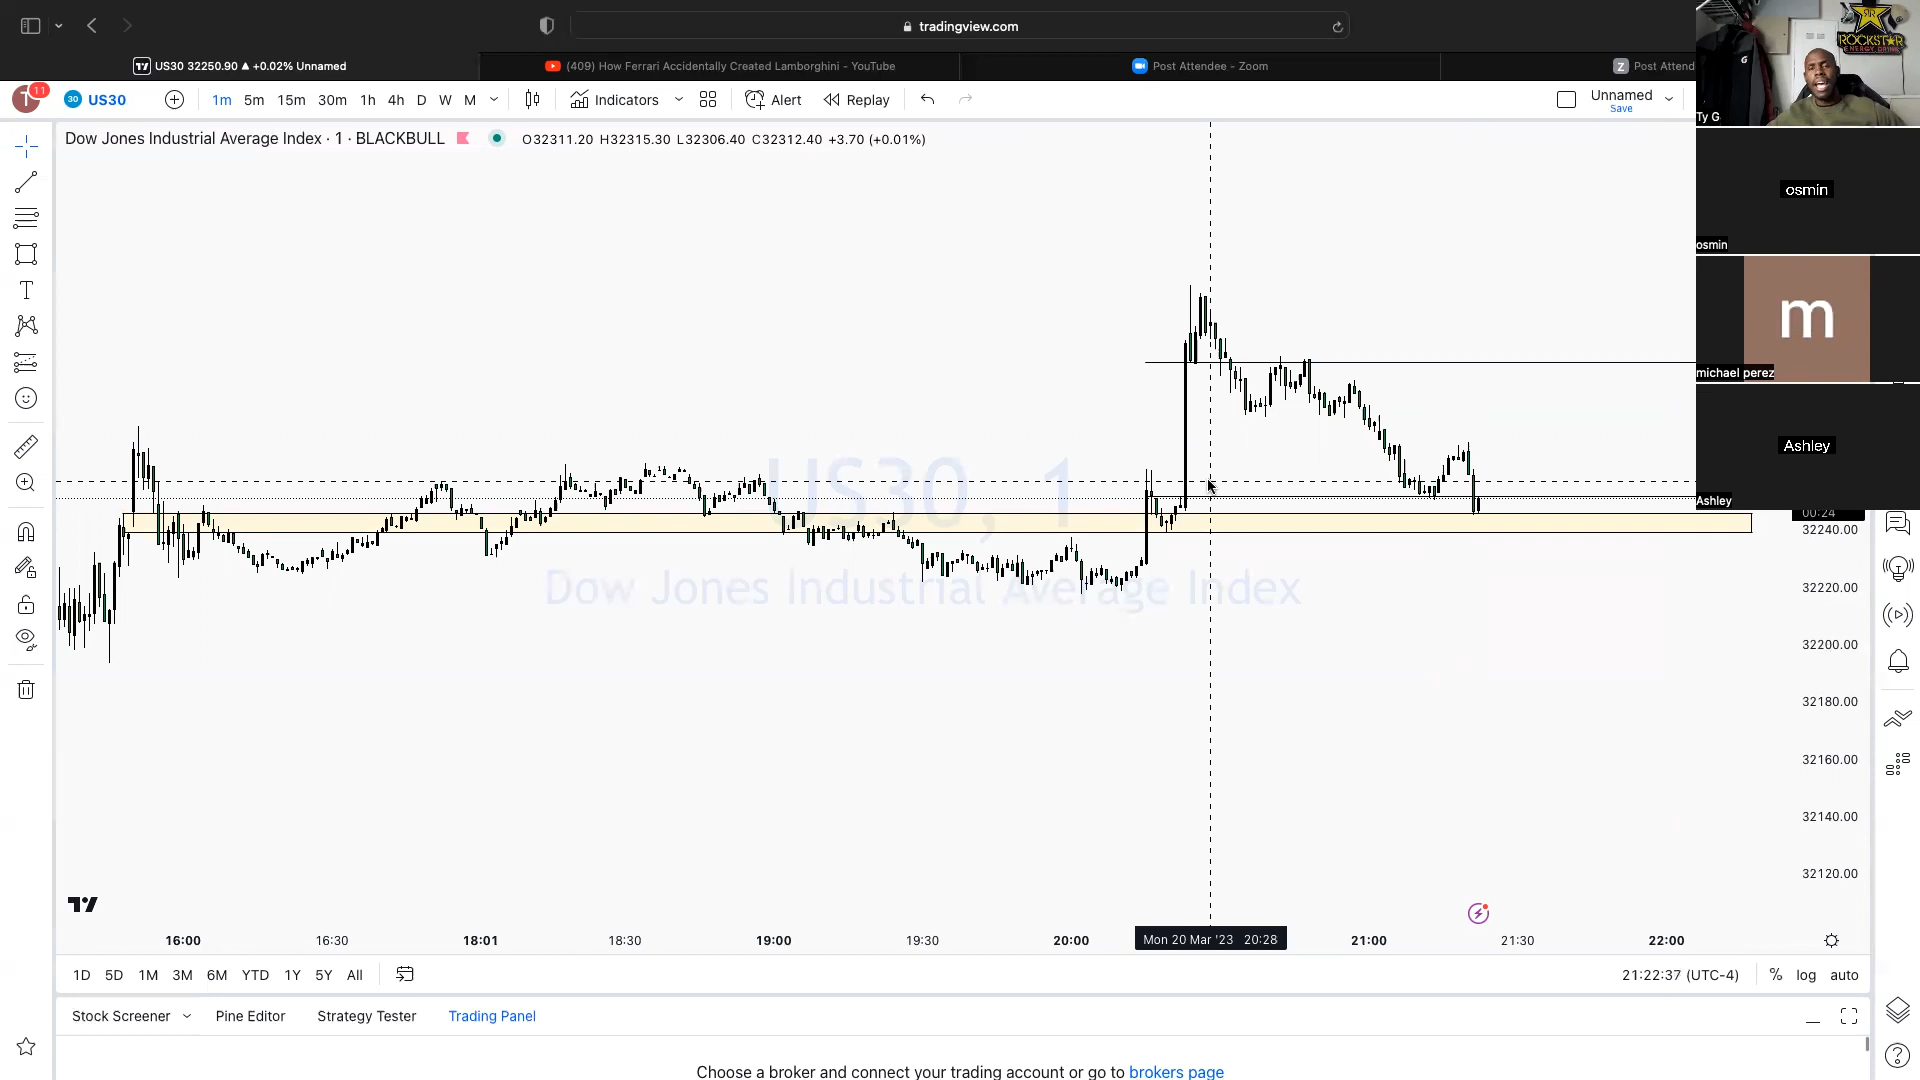 tradingview.com
US30 32250.90 ▲ +0.02% Unnamed
(409) How Ferrari Accidentally Created Lamborghini - YouTube
Post Attendee - Zoom
Post Attend
11
T
30 US30
1m 5m 15m 30m 1h 4h D W M
Indicators
Alert
Replay
Unnamed
Save
Dow Jones Industrial Average Index · 1 · BLACKBULL
O32311.20 H32315.30 L32306.40 C32312.40 +3.70 (+0.01%)
ROCKSTAR
ENERGY DRINK
Ty G
osmin
osmin
m
michael perez
Ashley
Ashley
US30, 1
Dow Jones Industrial Average Index
00:24
32240.00
32220.00
32200.00
32180.00
32160.00
32140.00
32120.00
16:00 16:30 18:01 18:30 19:00 19:30 20:00 Mon 20 Mar '23 20:28 21:00 21:30 22:00
1D 5D 1M 3M 6M YTD 1Y 5Y All
21:22:37 (UTC-4) % log auto
Stock Screener Pine Editor Strategy Tester Trading Panel
Choose a broker and connect your trading account or go to brokers page